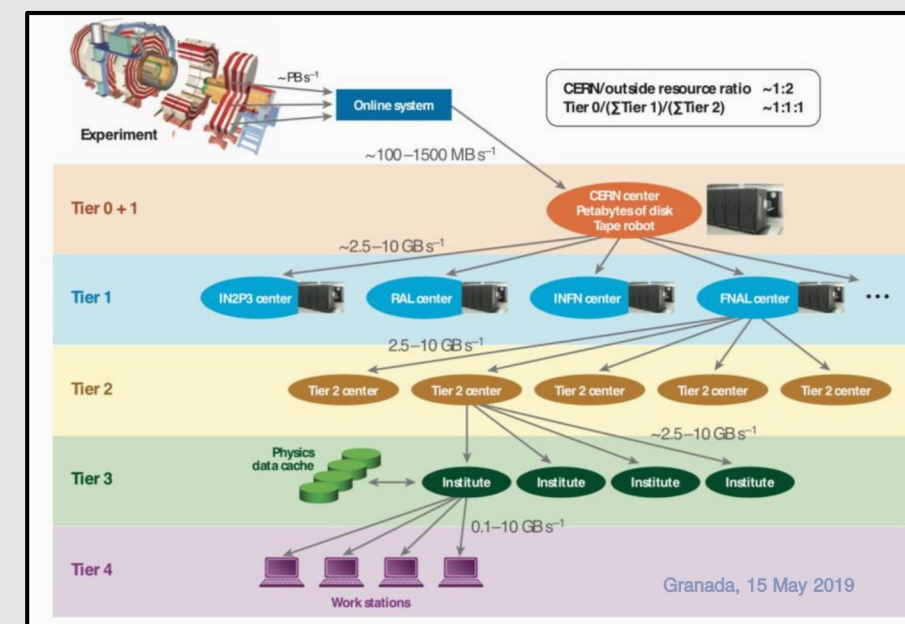 ~PB s⁻¹
Online system
CERN/outside resource ratio ~1:2
Tier 0/(∑Tier 1)/(∑Tier 2) ~1:1:1
Experiment
~100–1500 MB s⁻¹
Tier 0 + 1
CERN center
Petabytes of disk
Tape robot
~2.5–10 GB s⁻¹
Tier 1
IN2P3 center
RAL center
INFN center
FNAL center
...
2.5–10 GB s⁻¹
Tier 2
Tier 2 center
Tier 2 center
Tier 2 center
Tier 2 center
Tier 2 center
~2.5–10 GB s⁻¹
Physics
data cache
Tier 3
Institute
Institute
Institute
Institute
0.1–10 GB s⁻¹
Tier 4
Work stations
Granada, 15 May 2019